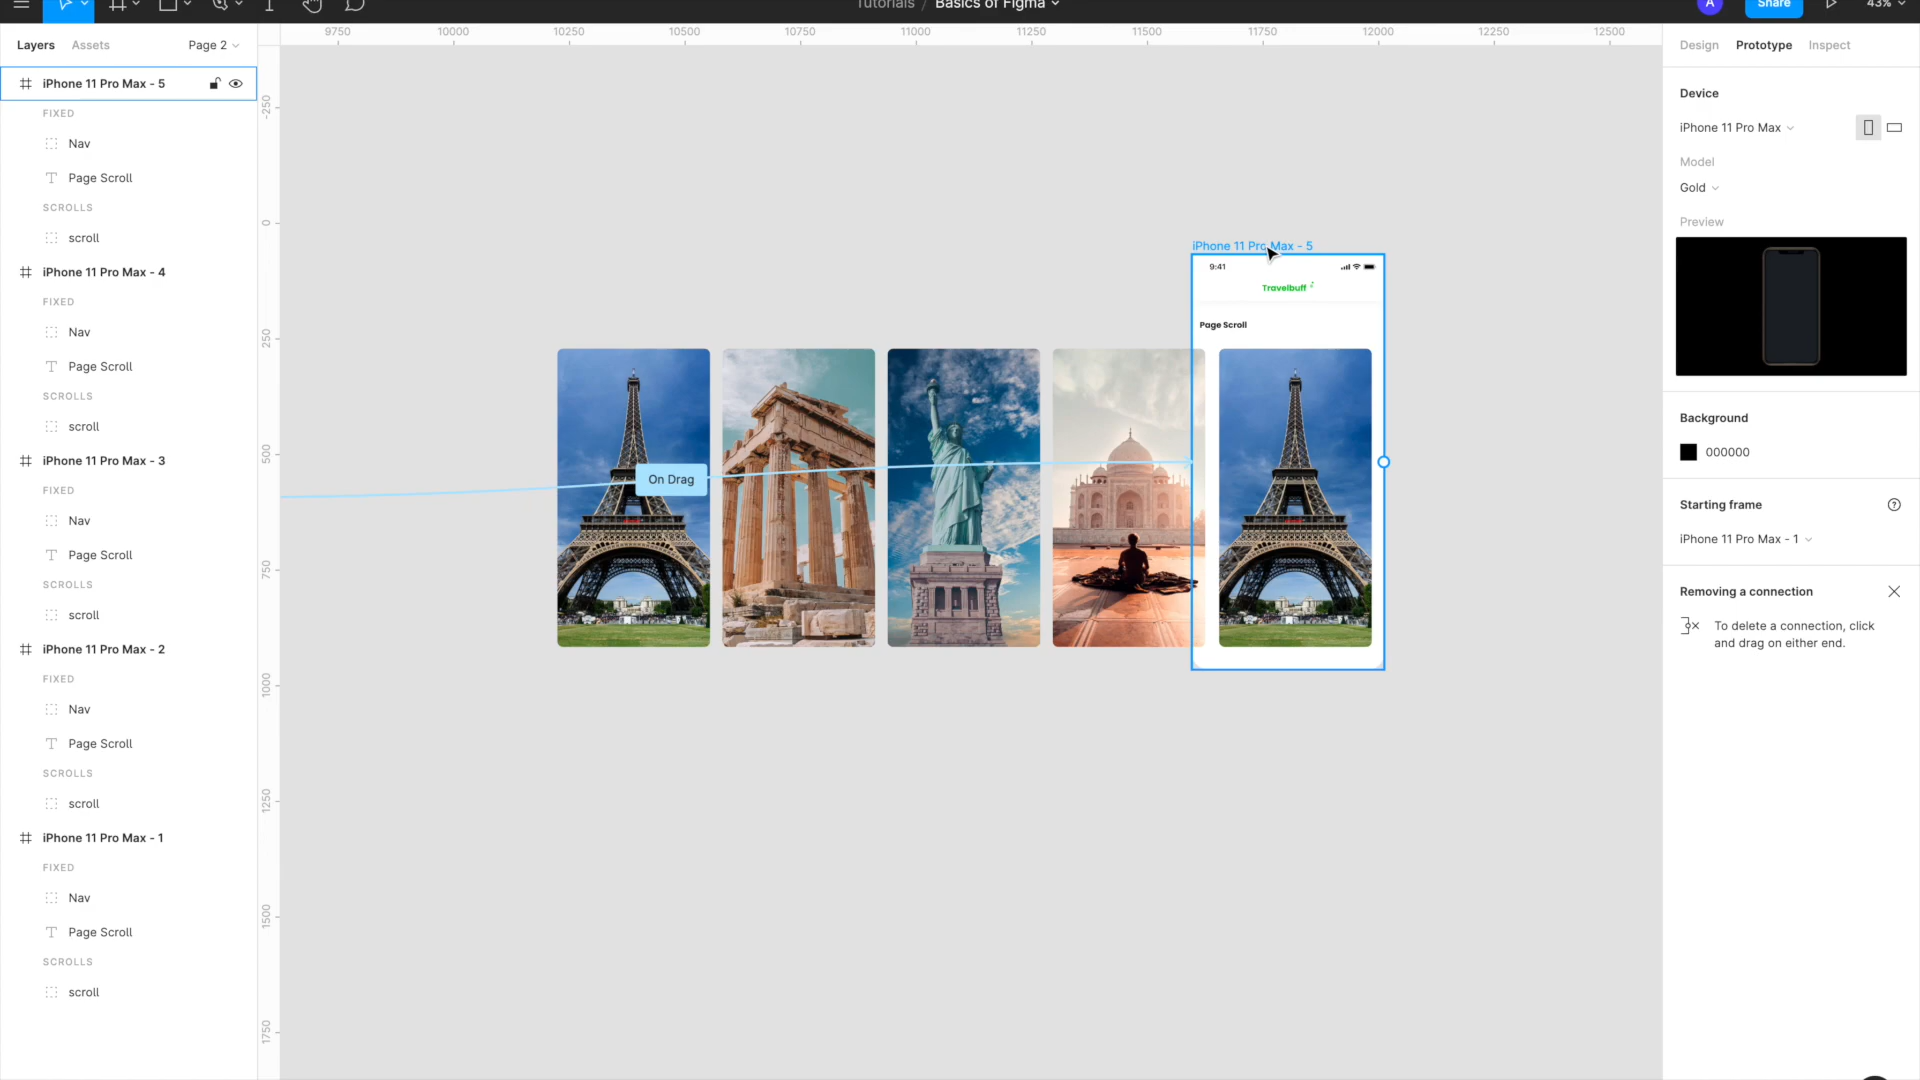 Tutorials / Basics of Figma
A
Share
43%
Layers
Assets
Page 2
9750
10000
10250
10500
10750
11000
11250
11500
11750
12000
12250
12500
Design
Prototype
Inspect
iPhone 11 Pro Max - 5
FIXED
Nav
Page Scroll
SCROLLS
scroll
iPhone 11 Pro Max - 4
FIXED
Nav
Page Scroll
SCROLLS
scroll
iPhone 11 Pro Max - 3
FIXED
Nav
Page Scroll
SCROLLS
scroll
iPhone 11 Pro Max - 2
FIXED
Nav
Page Scroll
SCROLLS
scroll
iPhone 11 Pro Max - 1
FIXED
Nav
Page Scroll
SCROLLS
scroll
-250
0
250
500
750
1000
1250
1500
1750
iPhone 11 Pro Max - 5
9:41
Travelbuff
Page Scroll
On Drag
Device
iPhone 11 Pro Max
Model
Gold
Preview
Background
000000
Starting frame
iPhone 11 Pro Max - 1
Removing a connection
To delete a connection, click
and drag on either end.